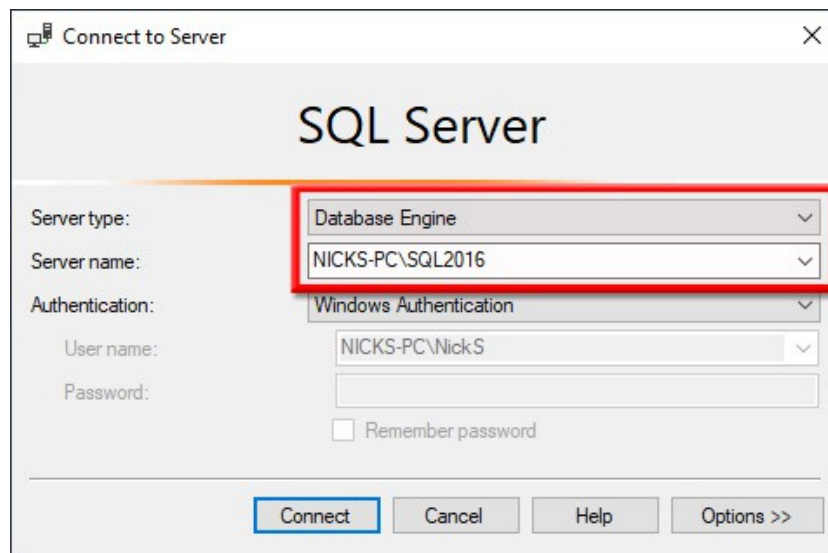 Connect to Server
SQL Server
Server type: Database Engine
Server name: NICKS-PC\SQL2016
Authentication: Windows Authentication
User name: NICKS-PC\NickS
Password:
Remember password
Connect Cancel Help Options >>